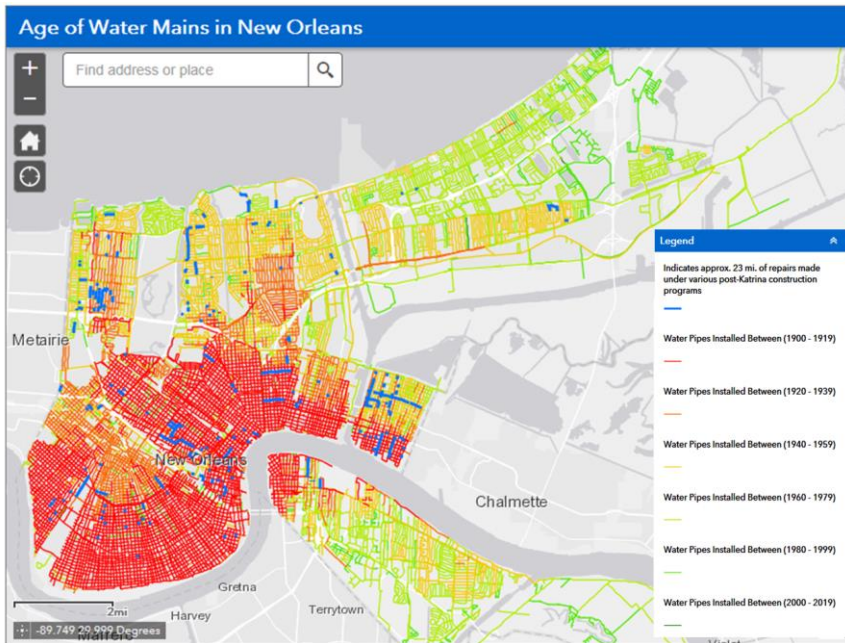 Age of Water Mains in New Orleans
+
Find address or place
−
Legend
Indicates approx. 23 mi. of repairs made
under various post-Katrina construction
programs
Water Pipes Installed Between (1900 - 1919)
Metairie
Water Pipes Installed Between (1920 - 1939)
Water Pipes Installed Between (1940 - 1959)
New Orleans
Chalmette
Water Pipes Installed Between (1960 - 1979)
Water Pipes Installed Between (1980 - 1999)
Gretna
2mi
Harvey
Terrytown
Water Pipes Installed Between (2000 - 2019)
-89.749 29.999 Degrees
Marrero
Violet